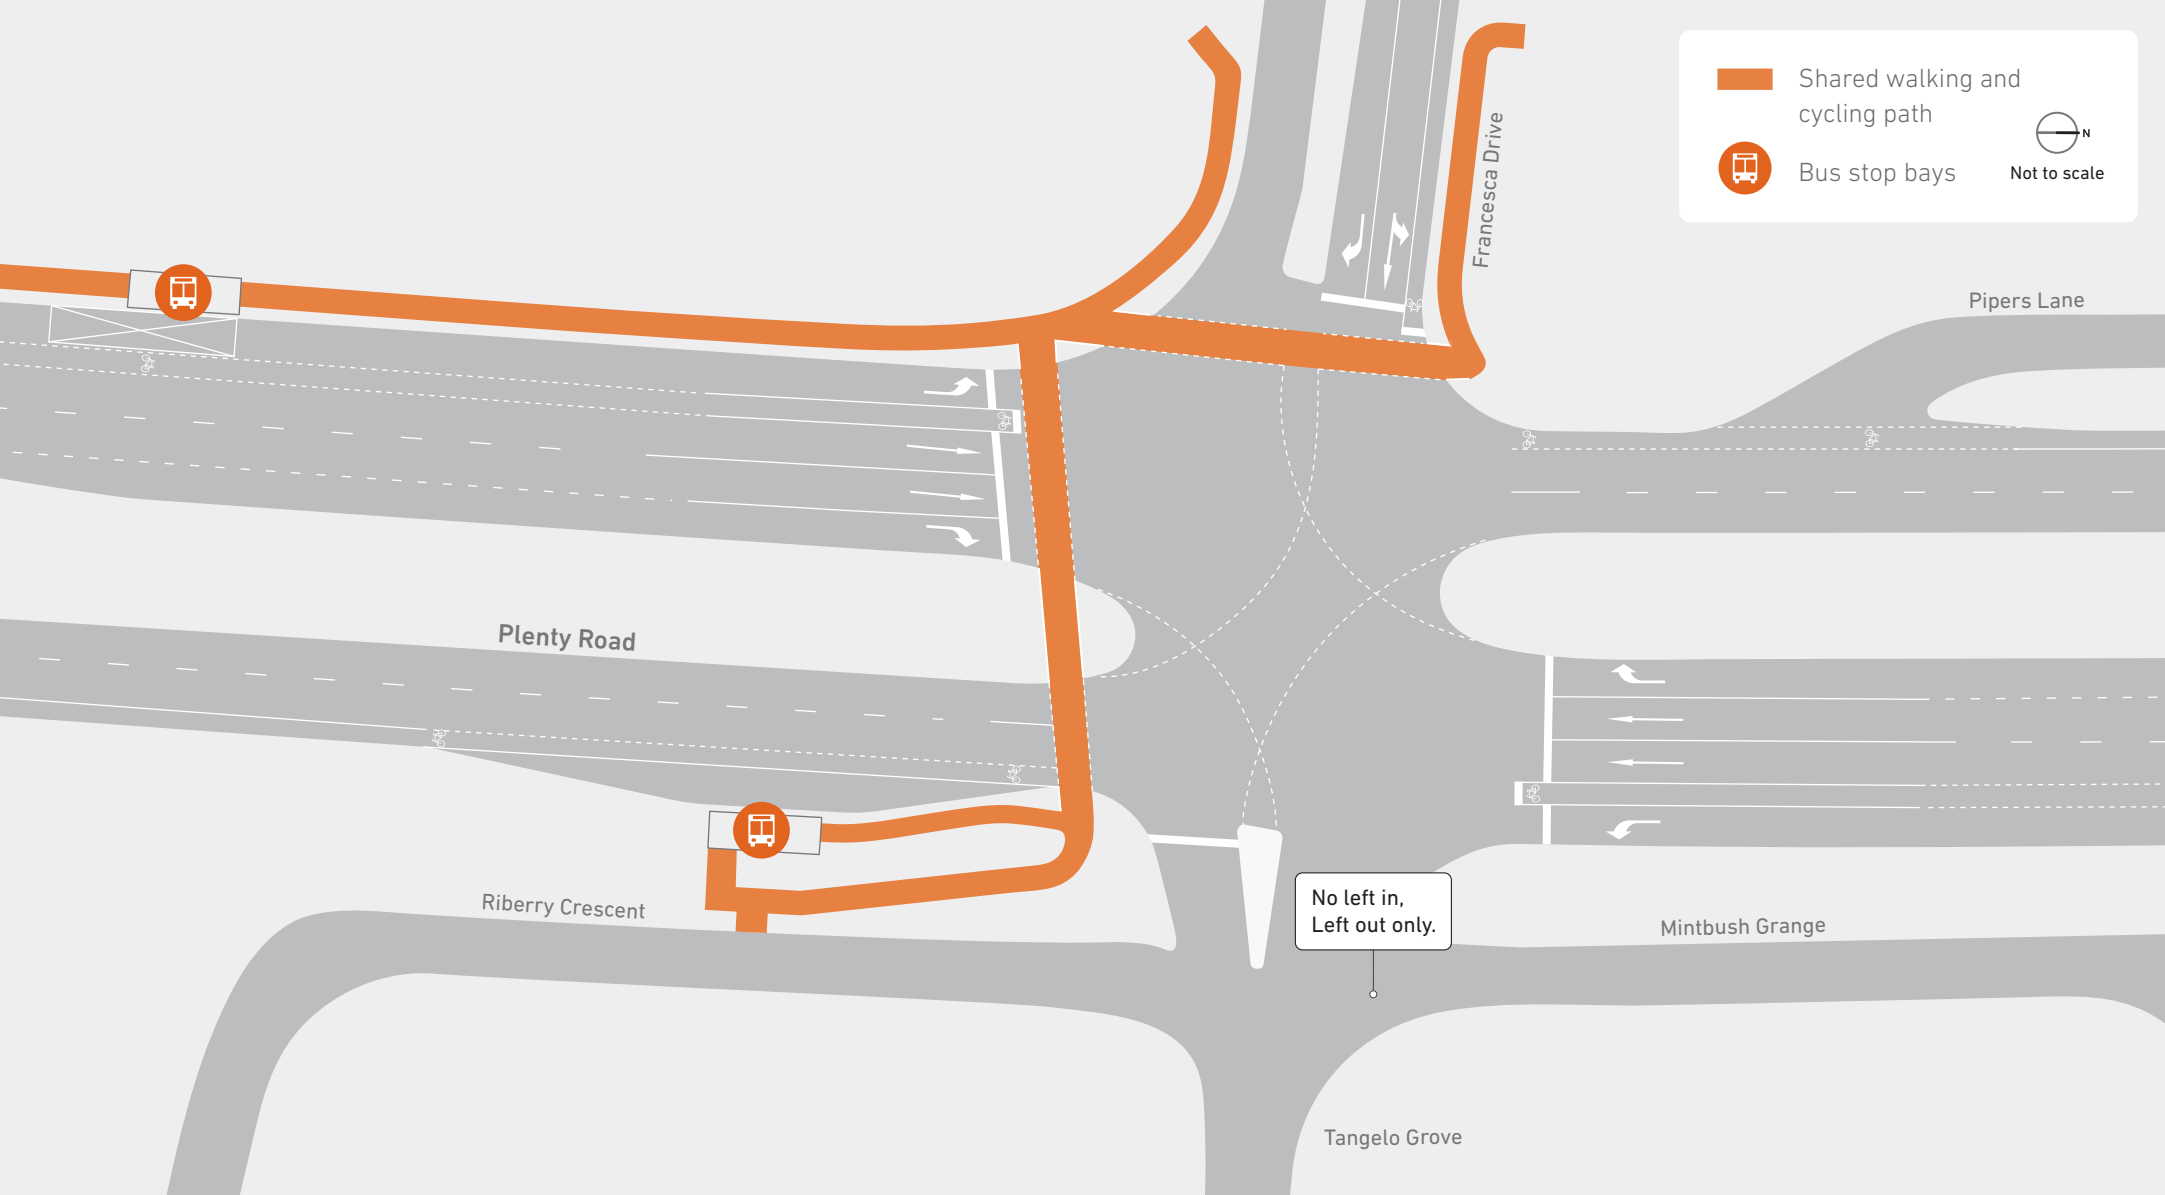 Shared walking and
cycling path
N
Bus stop bays
Not to scale
Francesca Drive
Pipers Lane
Plenty Road
Riberry Crescent
No left in,
Left out only.
Mintbush Grange
Tangelo Grove